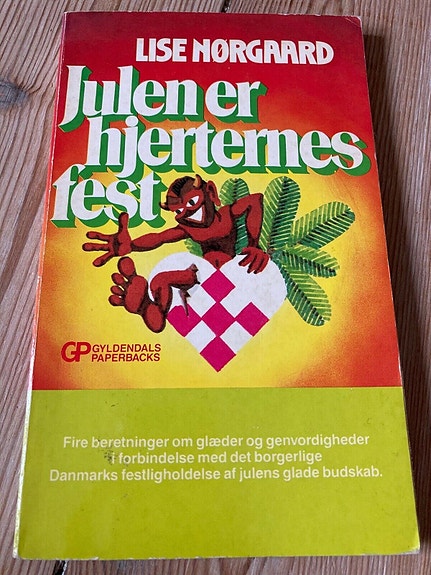 LISE NØRGAARD
Julen er
hjerternes
fest
GP GYLDENDALS
PAPERBACKS
Fire beretninger om glæder og genvordigheder
i forbindelse med det borgerlige
Danmarks festligholdelse af julens glade budskab.